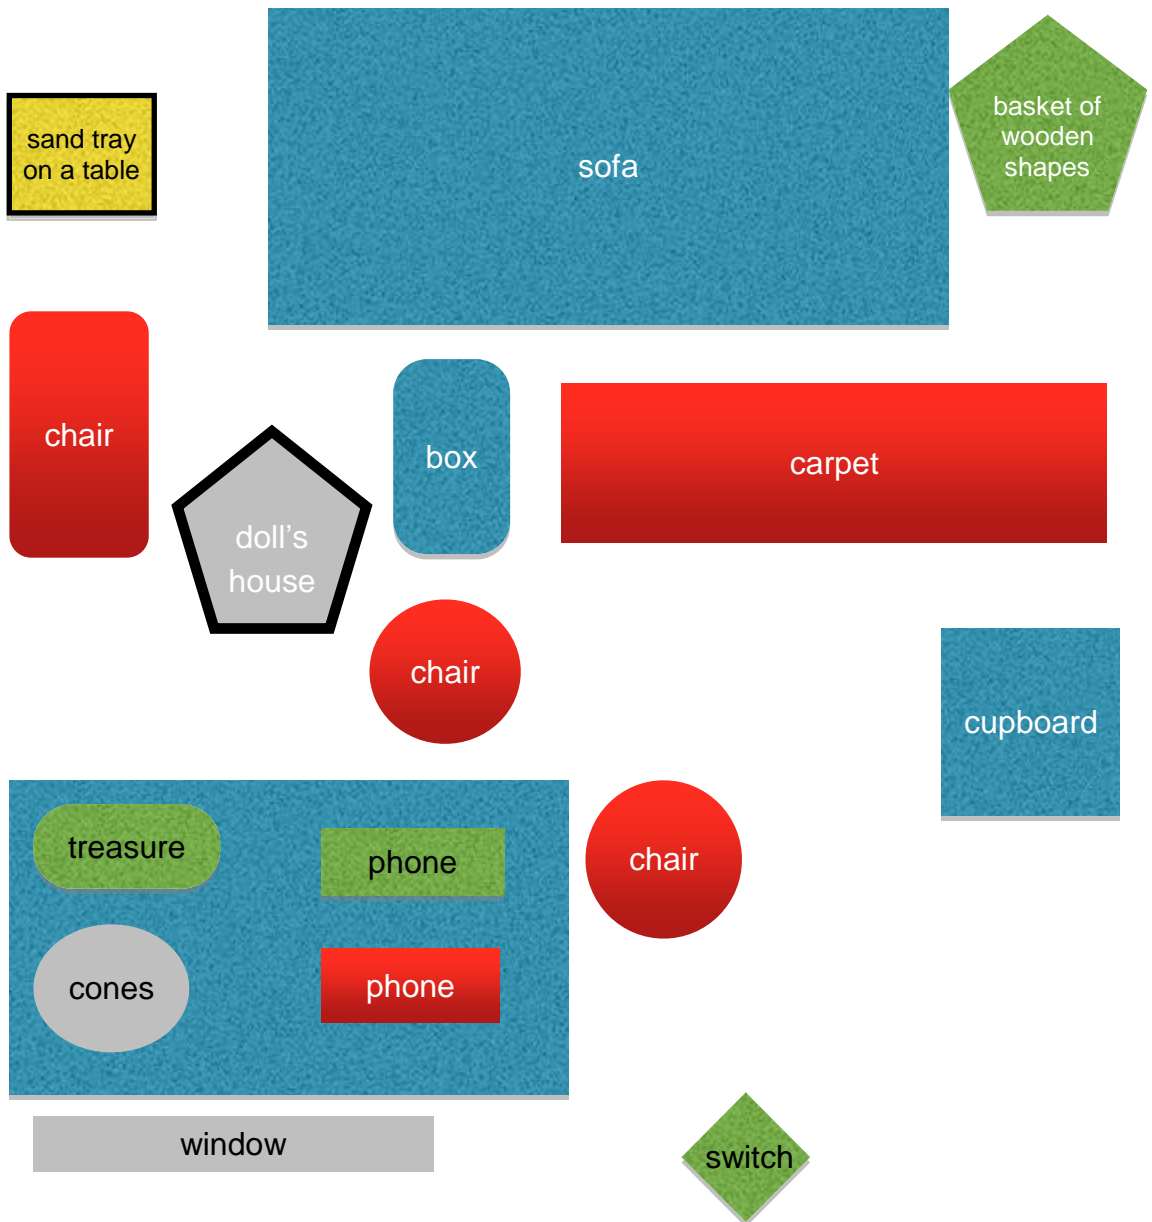 sand tray
on a table
sofa
basket of
wooden
shapes
chair
box
carpet
doll's
house
chair
cupboard
treasure
phone
chair
cones
phone
window
switch